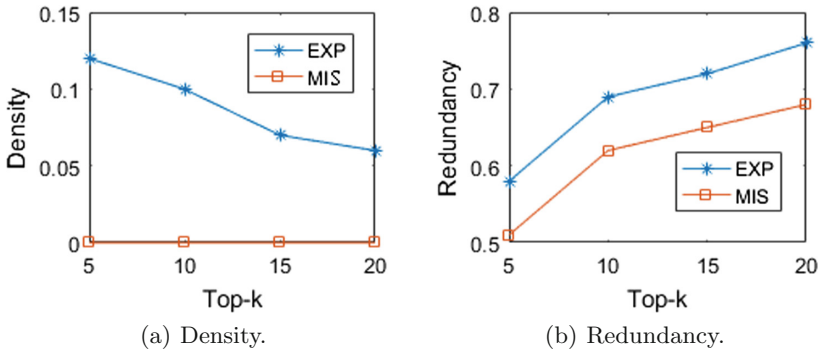 0.15
0.1
0.05
0
Density
EXP
MIS
5 10 15 20
Top-k
(a) Density.
0.8
0.7
0.6
0.5
Redundancy
EXP
MIS
5 10 15 20
Top-k
(b) Redundancy.